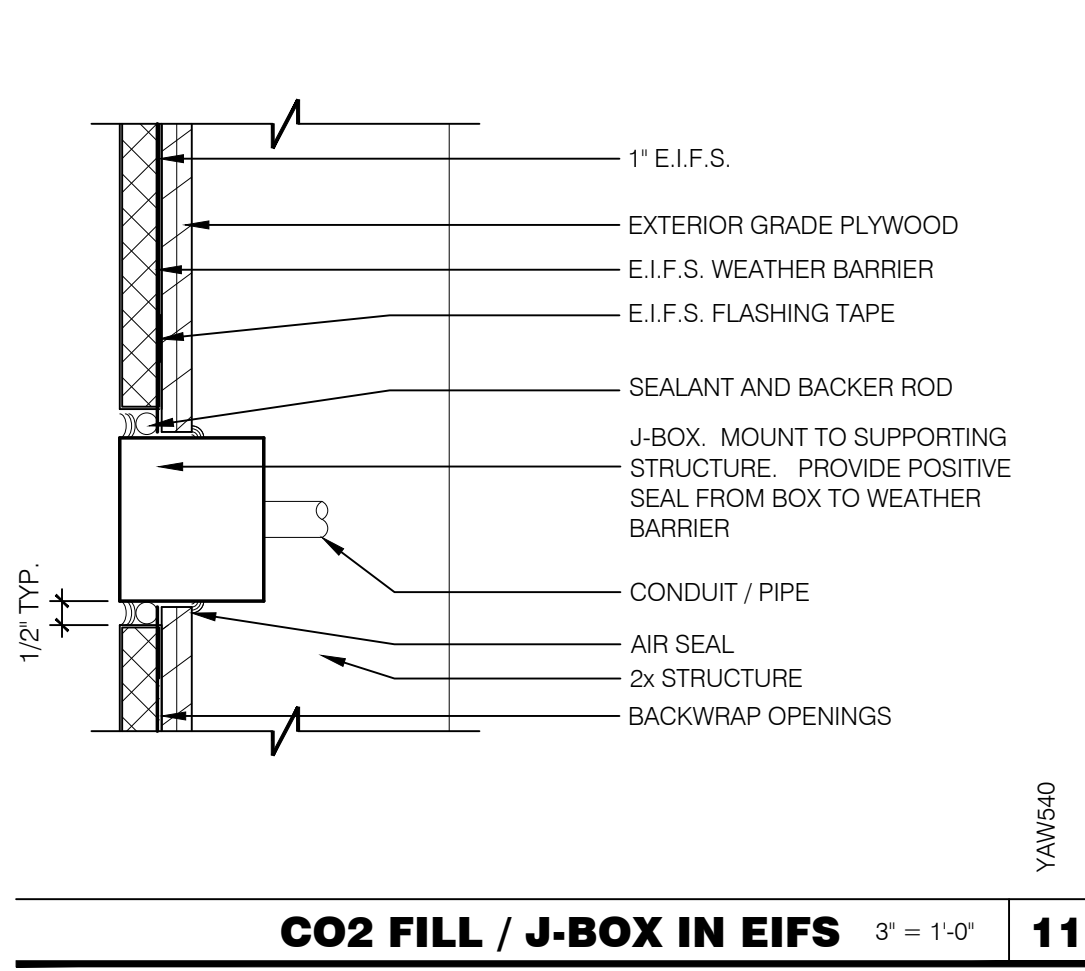 1" E.I.F.S.
EXTERIOR GRADE PLYWOOD
E.I.F.S. WEATHER BARRIER
E.I.F.S. FLASHING TAPE
SEALANT AND BACKER ROD
J-BOX. MOUNT TO SUPPORTING
STRUCTURE. PROVIDE POSITIVE
SEAL FROM BOX TO WEATHER
BARRIER
CONDUIT / PIPE
AIR SEAL
2x STRUCTURE
BACKWRAP OPENINGS
1/2" TYP.
YAW540
CO2 FILL / J-BOX IN EIFS 3" = 1'-0" 11